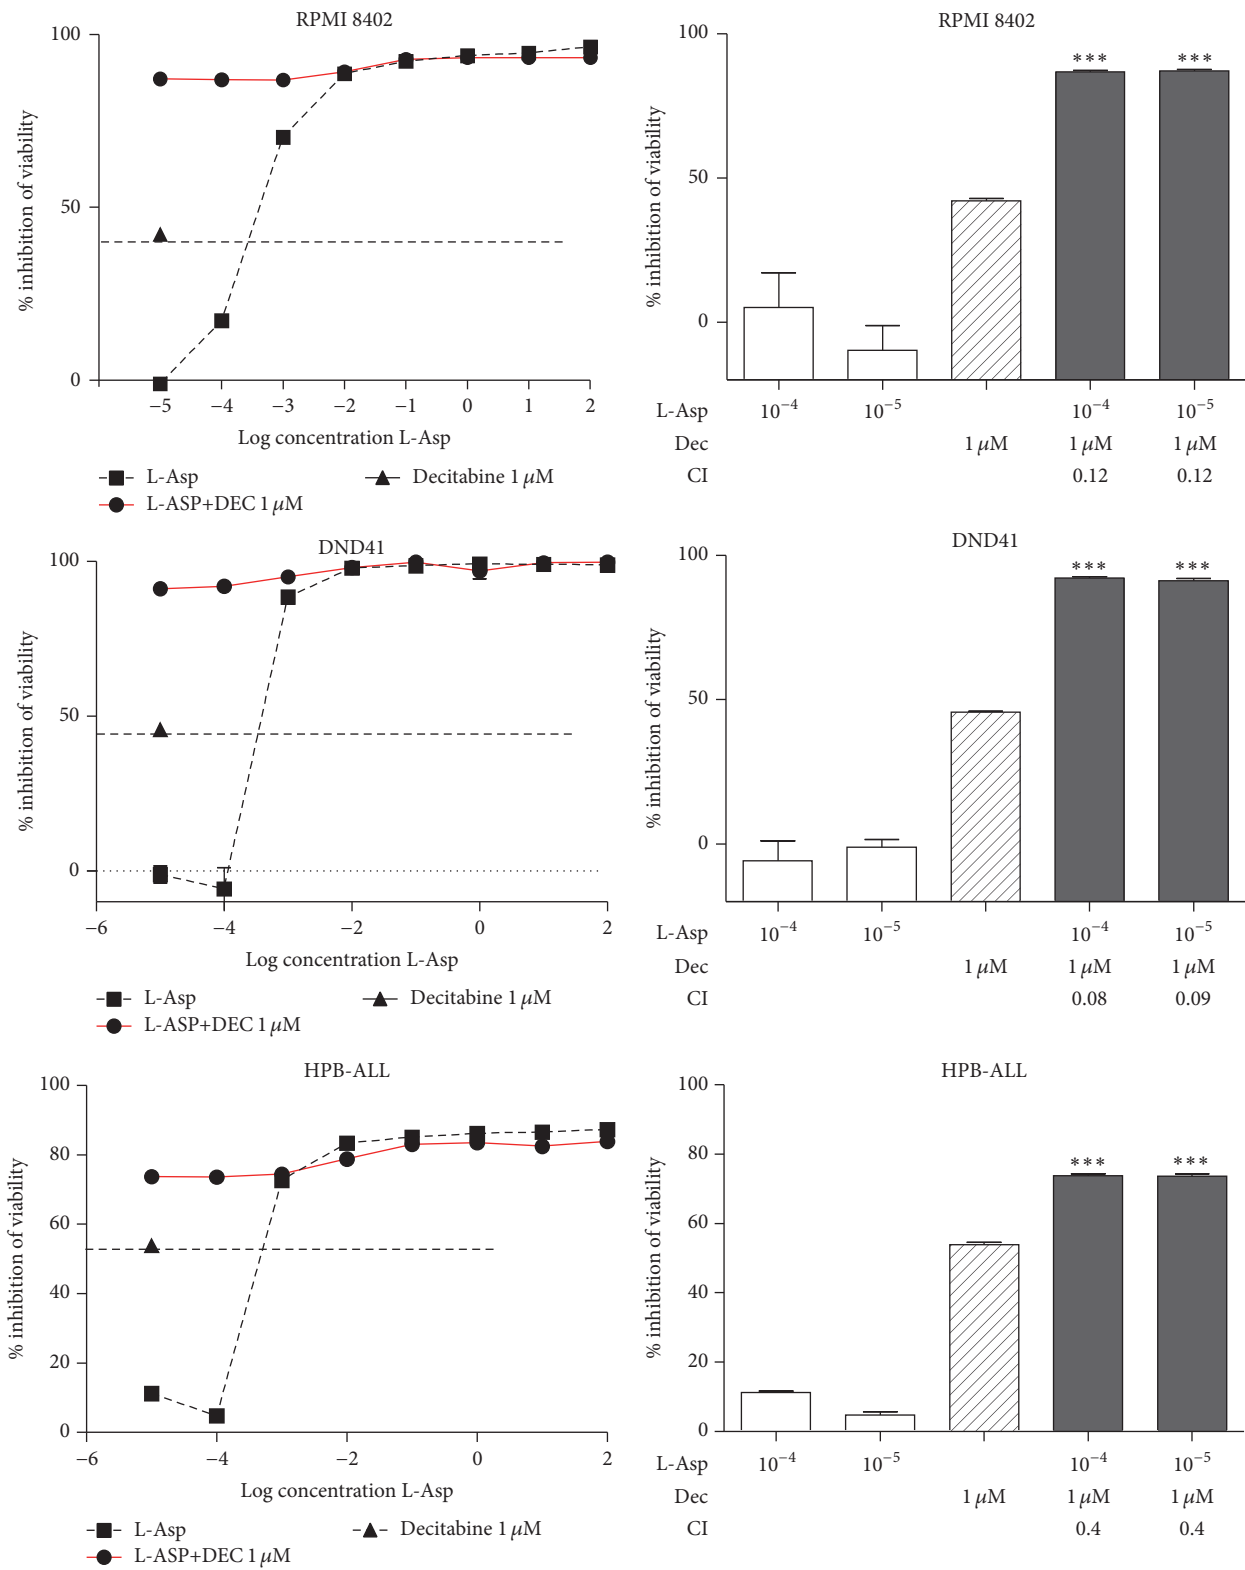 RPMI 8402
100
50
0
% inhibition of viability
−5 −4 −3 −2 −1 0 1 2
Log concentration L-Asp
L-Asp
Decitabine 1 μM
L-ASP+DEC 1 μM
RPMI 8402
100
50
0
% inhibition of viability
*** ***
L-Asp 10⁻⁴ 10⁻⁵ 10⁻⁴ 10⁻⁵
Dec 1 μM 1 μM 1 μM
CI 0.12 0.12
DND41
100
50
0
% inhibition of viability
−6 −4 −2 0 2
Log concentration L-Asp
L-Asp
Decitabine 1 μM
L-ASP+DEC 1 μM
DND41
100
50
0
% inhibition of viability
*** ***
L-Asp 10⁻⁴ 10⁻⁵ 10⁻⁴ 10⁻⁵
Dec 1 μM 1 μM 1 μM
CI 0.08 0.09
HPB-ALL
100
80
60
40
20
0
% inhibition of viability
−6 −4 −2 0 2
Log concentration L-Asp
L-Asp
Decitabine 1 μM
L-ASP+DEC 1 μM
HPB-ALL
100
80
60
40
20
0
% inhibition of viability
*** ***
L-Asp 10⁻⁴ 10⁻⁵ 10⁻⁴ 10⁻⁵
Dec 1 μM 1 μM 1 μM
CI 0.4 0.4